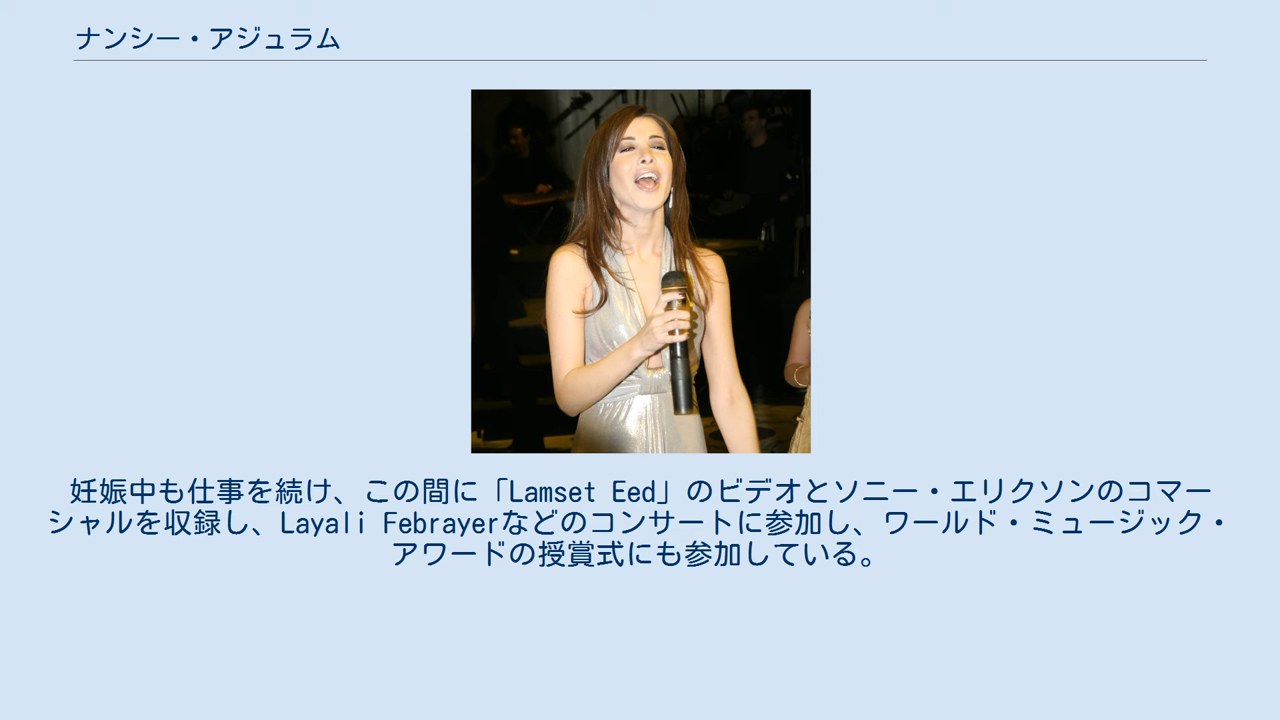 ナンシー・アジュラム
妊娠中も仕事を続け、この間に「Lamset Eed」のビデオとソニー・エリクソンのコマー
シャルを収録し、Layali Febrayerなどのコンサートに参加し、ワールド・ミュージック・
アワードの授賞式にも参加している。